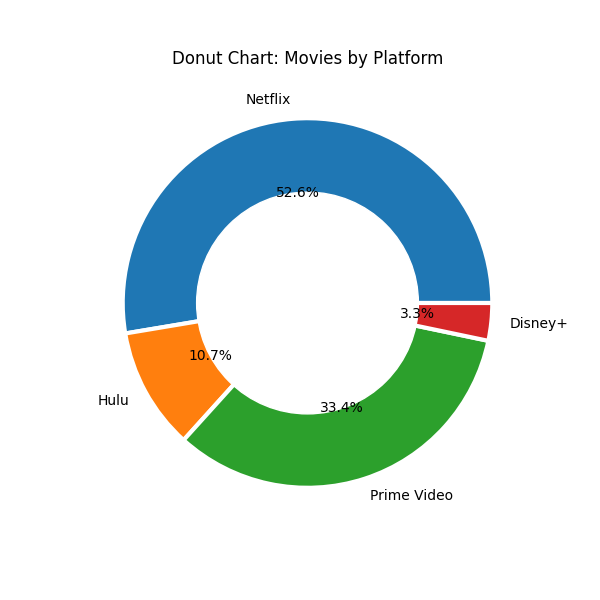 Donut Chart: Movies by Platform
Netflix
52.6%
3.3%
Disney+
10.7%
Hulu
33.4%
Prime Video